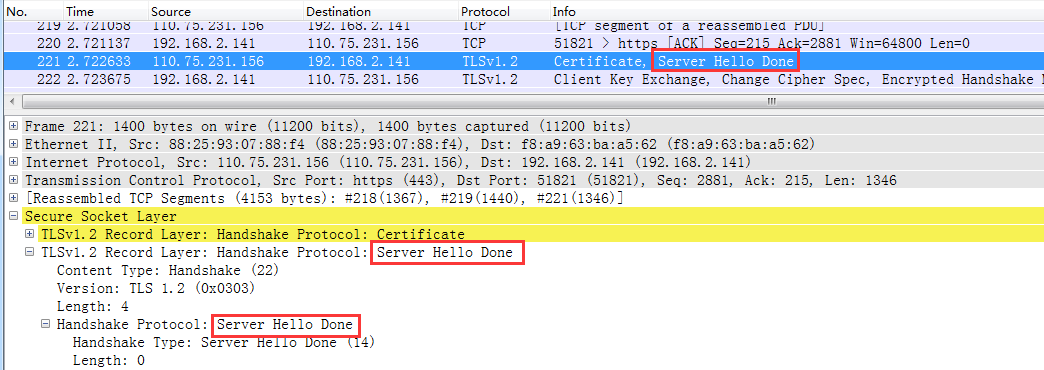 No. Time Source Destination Protocol Info
219 2.721058 110.75.231.156 192.168.2.141 TCP [TCP segment of a reassembled PDU]
220 2.721137 192.168.2.141 110.75.231.156 TCP 51821 > https [ACK] Seq=215 Ack=2881 Win=64800 Len=0
221 2.722633 110.75.231.156 192.168.2.141 TLSv1.2 Certificate, Server Hello Done
222 2.723675 192.168.2.141 110.75.231.156 TLSv1.2 Client Key Exchange, Change Cipher Spec, Encrypted Handshake M
Frame 221: 1400 bytes on wire (11200 bits), 1400 bytes captured (11200 bits)
Ethernet II, Src: 88:25:93:07:88:f4 (88:25:93:07:88:f4), Dst: f8:a9:63:ba:a5:62 (f8:a9:63:ba:a5:62)
Internet Protocol, Src: 110.75.231.156 (110.75.231.156), Dst: 192.168.2.141 (192.168.2.141)
Transmission Control Protocol, Src Port: https (443), Dst Port: 51821 (51821), Seq: 2881, Ack: 215, Len: 1346
[Reassembled TCP Segments (4153 bytes): #218(1367), #219(1440), #221(1346)]
Secure Socket Layer
TLSv1.2 Record Layer: Handshake Protocol: Certificate
TLSv1.2 Record Layer: Handshake Protocol: Server Hello Done
Content Type: Handshake (22)
Version: TLS 1.2 (0x0303)
Length: 4
Handshake Protocol: Server Hello Done
Handshake Type: Server Hello Done (14)
Length: 0